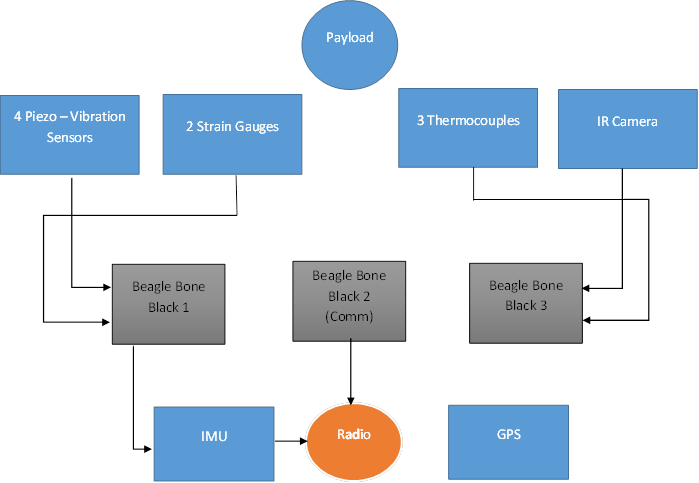 Payload
4 Piezo – Vibration
Sensors
2 Strain Gauges
3 Thermocouples
IR Camera
Beagle Bone
Black 1
Beagle Bone
Black 2
(Comm)
Beagle Bone
Black 3
IMU
Radio
GPS